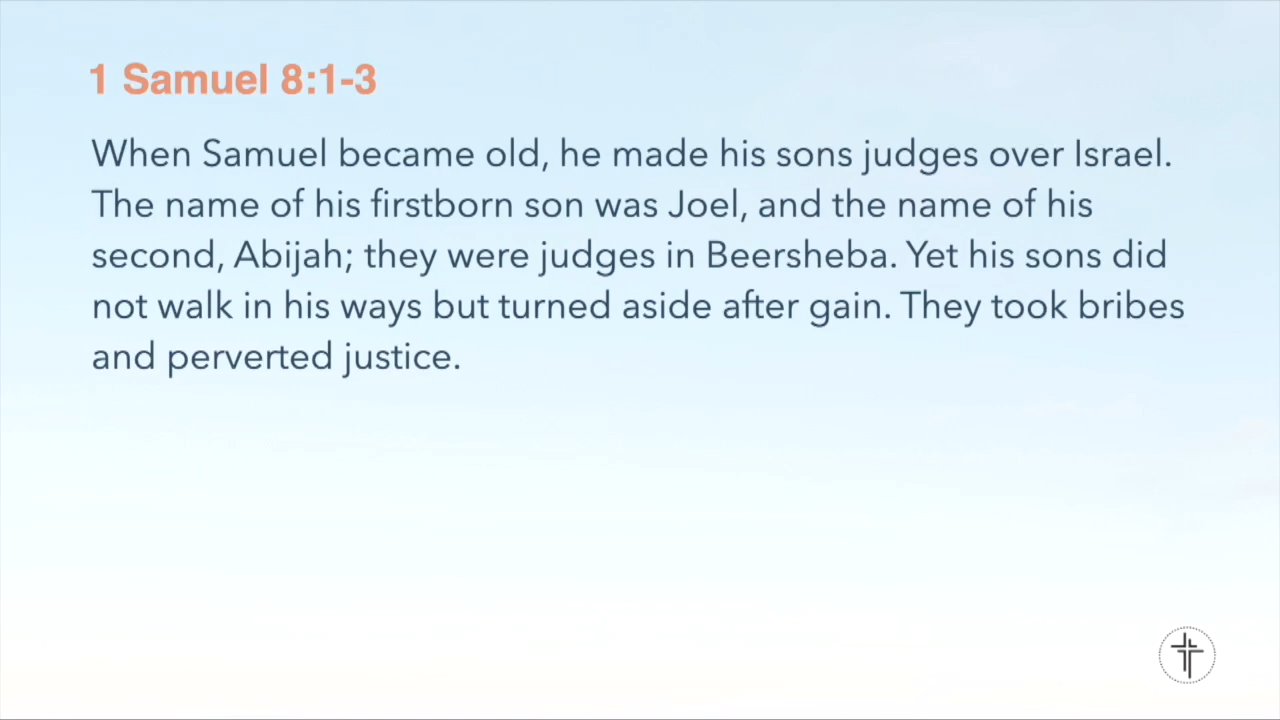 1 Samuel 8:1-3
When Samuel became old, he made his sons judges over Israel.
The name of his firstborn son was Joel, and the name of his
second, Abijah; they were judges in Beersheba. Yet his sons did
not walk in his ways but turned aside after gain. They took bribes
and perverted justice.